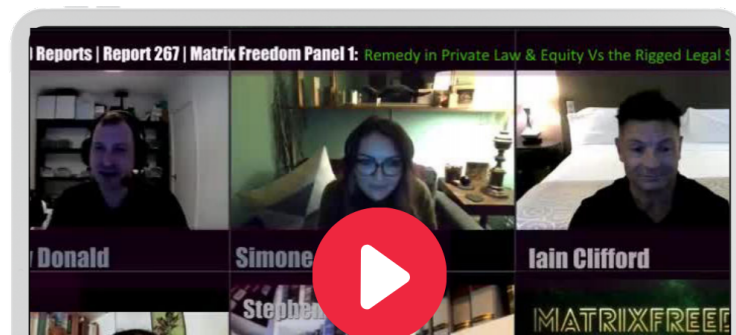 Reports | Report 267 | Matrix Freedom Panel 1: Remedy in Private Law & Equity Vs the Rigged Legal S
Donald
Simone
Iain Clifford
Stephen
MATRIXFREE